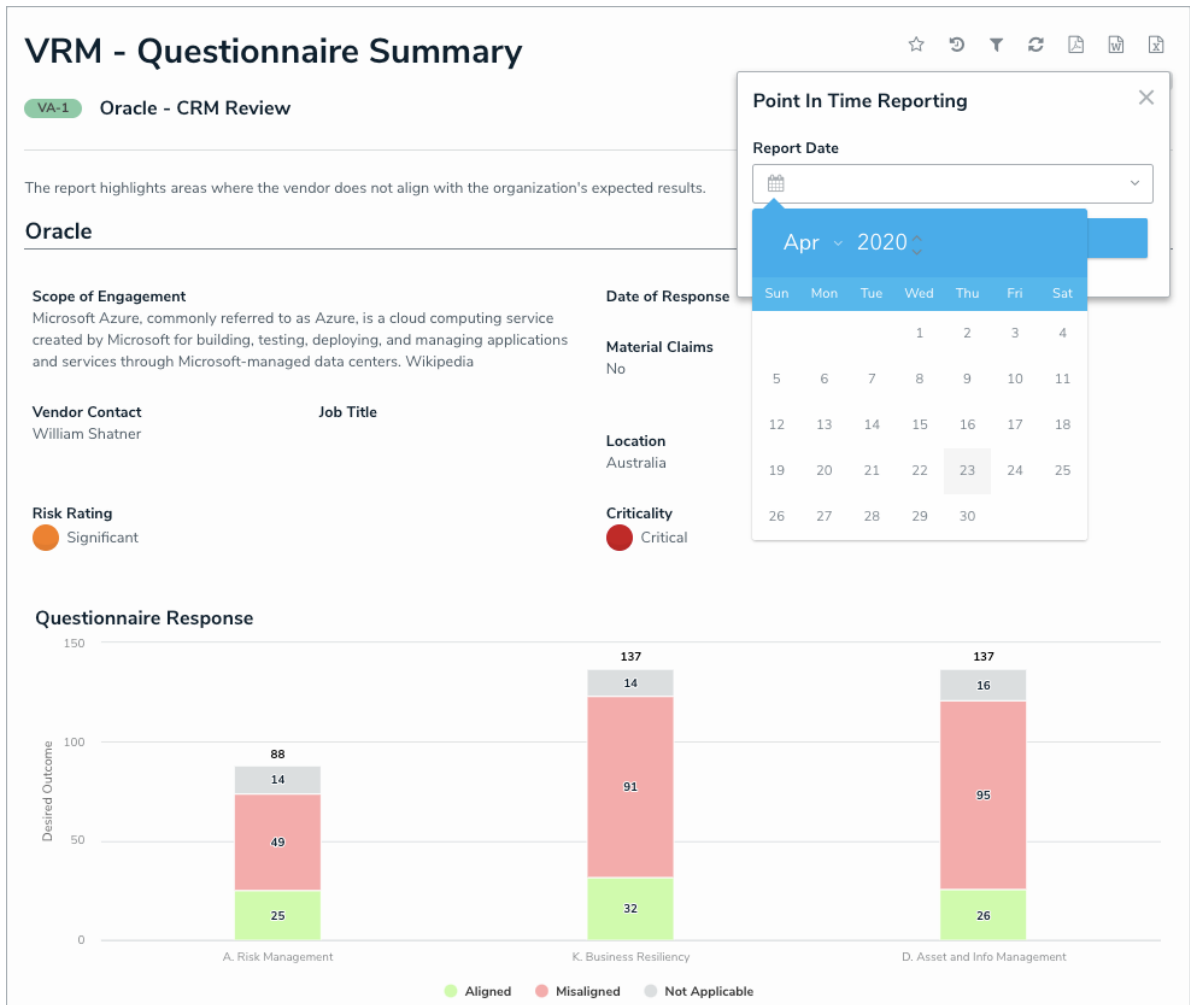 VRM - Questionnaire Summary
VA-1 Oracle - CRM Review
Point In Time Reporting
Report Date
The report highlights areas where the vendor does not align with the organization's expected results.
Oracle
Apr 2020
Sun Mon Tue Wed Thu Fri Sat
1 2 3 4
5 6 7 8 9 10 11
12 13 14 15 16 17 18
19 20 21 22 23 24 25
26 27 28 29 30
Scope of Engagement
Microsoft Azure, commonly referred to as Azure, is a cloud computing service
created by Microsoft for building, testing, deploying, and managing applications
and services through Microsoft-managed data centers. Wikipedia
Date of Response
Material Claims
No
Vendor Contact Job Title
William Shatner
Location
Australia
Risk Rating
Significant
Criticality
Critical
Questionnaire Response
Desired Outcome
150
100
50
0
88
14
49
25
137
14
91
32
137
16
95
26
A. Risk Management K. Business Resiliency D. Asset and Info Management
Aligned Misaligned Not Applicable